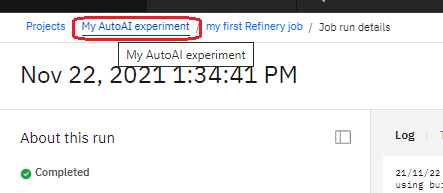 Projects / My AutoAI experiment / my first Refinery job / Job run details
My AutoAI experiment
Nov 22, 2021 1:34:41 PM
About this run
Log
Completed
21/11/22
using bu